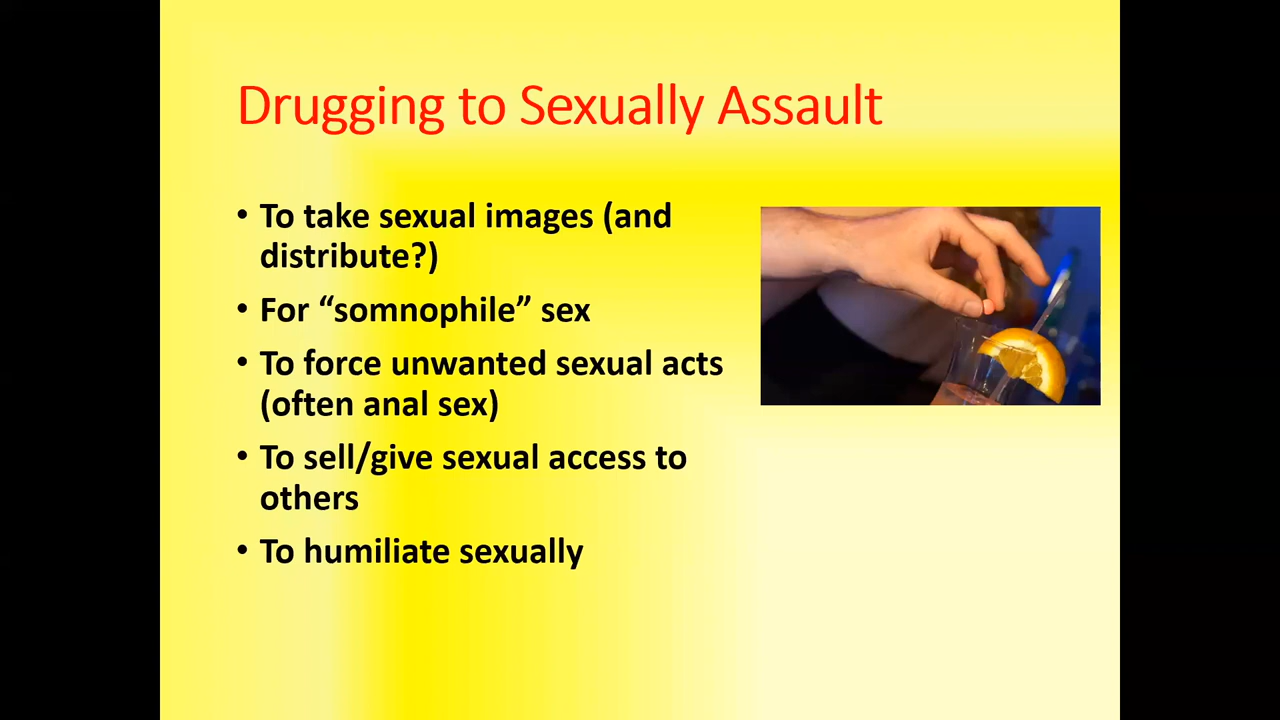 Drugging to Sexually Assault
• To take sexual images (and
distribute?)
• For “somnophile” sex
• To force unwanted sexual acts
(often anal sex)
• To sell/give sexual access to
others
• To humiliate sexually